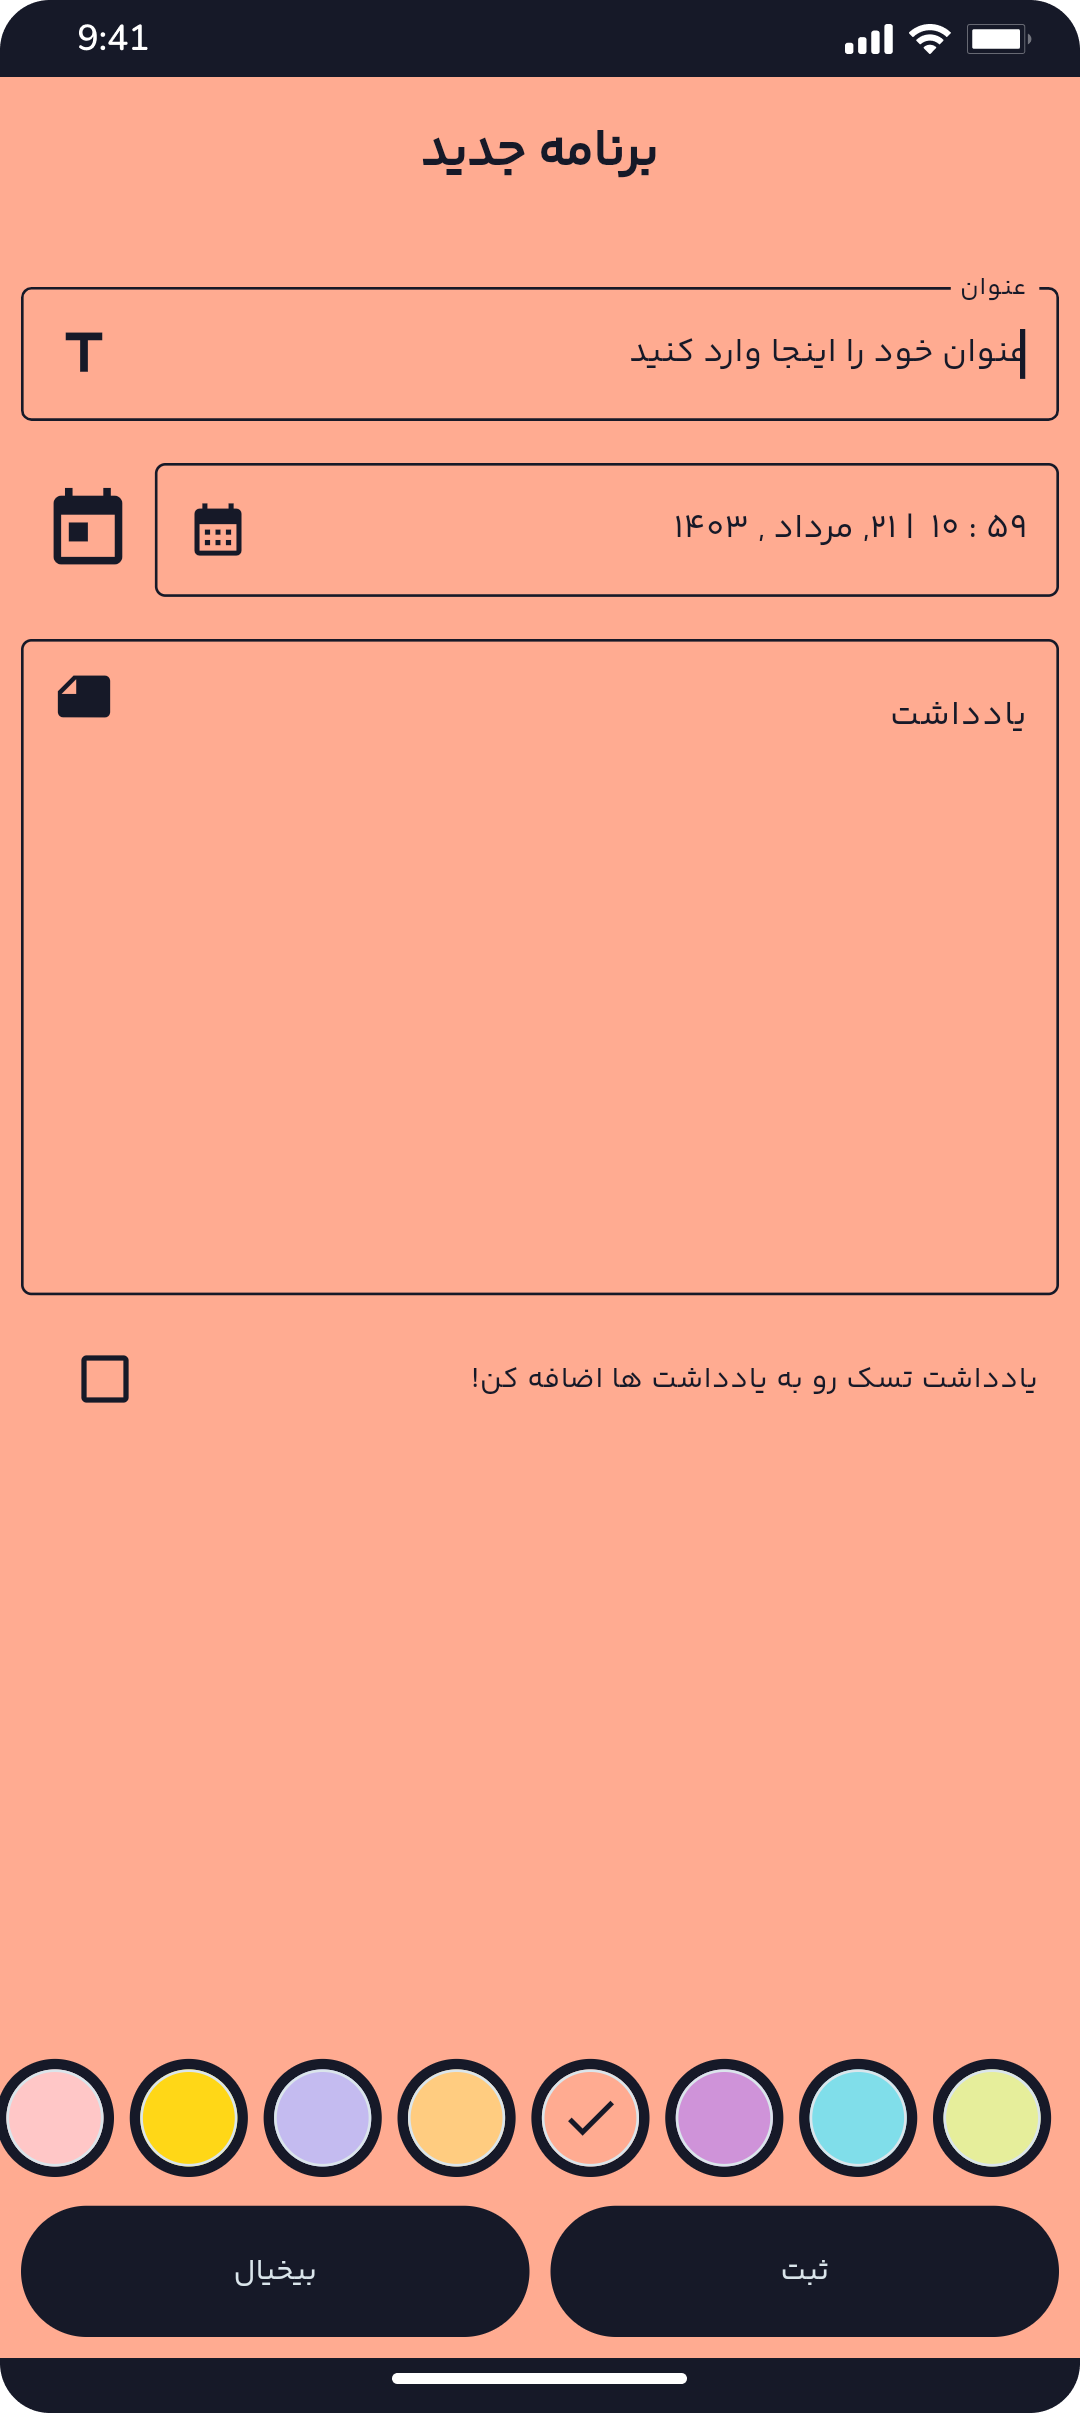 9:41
برنامه جدید
عنوان
عنوان خود را اینجا وارد کنید
۵۹ : ۱۰ | ۲۱, مرداد , ۱۴۰۳
یادداشت
یادداشت تسک رو به یادداشت ها اضافه کن!
ثبت
بیخیال